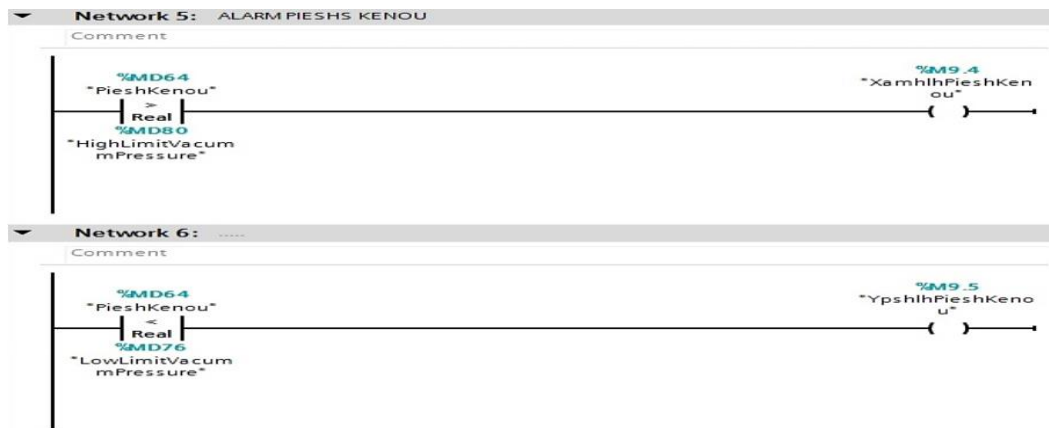 Network 5: ALARM PIESHS KENOU
Comment
%MD64
"PieshKenou"
>
Real
%MD80
"HighLimitVacum
mPressure"
%M9.4
"XamhlhPieshKen
ou"
Network 6: .....
Comment
%MD64
"PieshKenou"
<
Real
%MD76
"LowLimitVacum
mPressure"
%M9.5
"YpshlhPieshKeno
u"